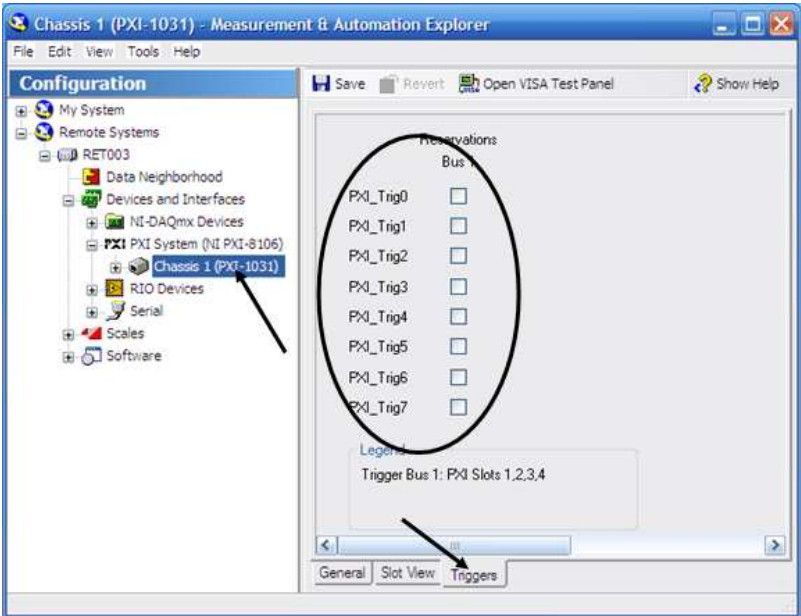 Chassis 1 (PXI-1031) - Measurement & Automation Explorer
File Edit View Tools Help
Configuration
My System
Remote Systems
RET003
Data Neighborhood
Devices and Interfaces
NI-DAQmx Devices
PXI PXI System (NI PXI-8106)
Chassis 1 (PXI-1031)
RIO Devices
Serial
Scales
Software
Save Revert Open VISA Test Panel Show Help
Reservations
Bus 1
PXI_Trig0
PXI_Trig1
PXI_Trig2
PXI_Trig3
PXI_Trig4
PXI_Trig5
PXI_Trig6
PXI_Trig7
Legend
Trigger Bus 1: PXI Slots 1,2,3,4
General Slot View Triggers